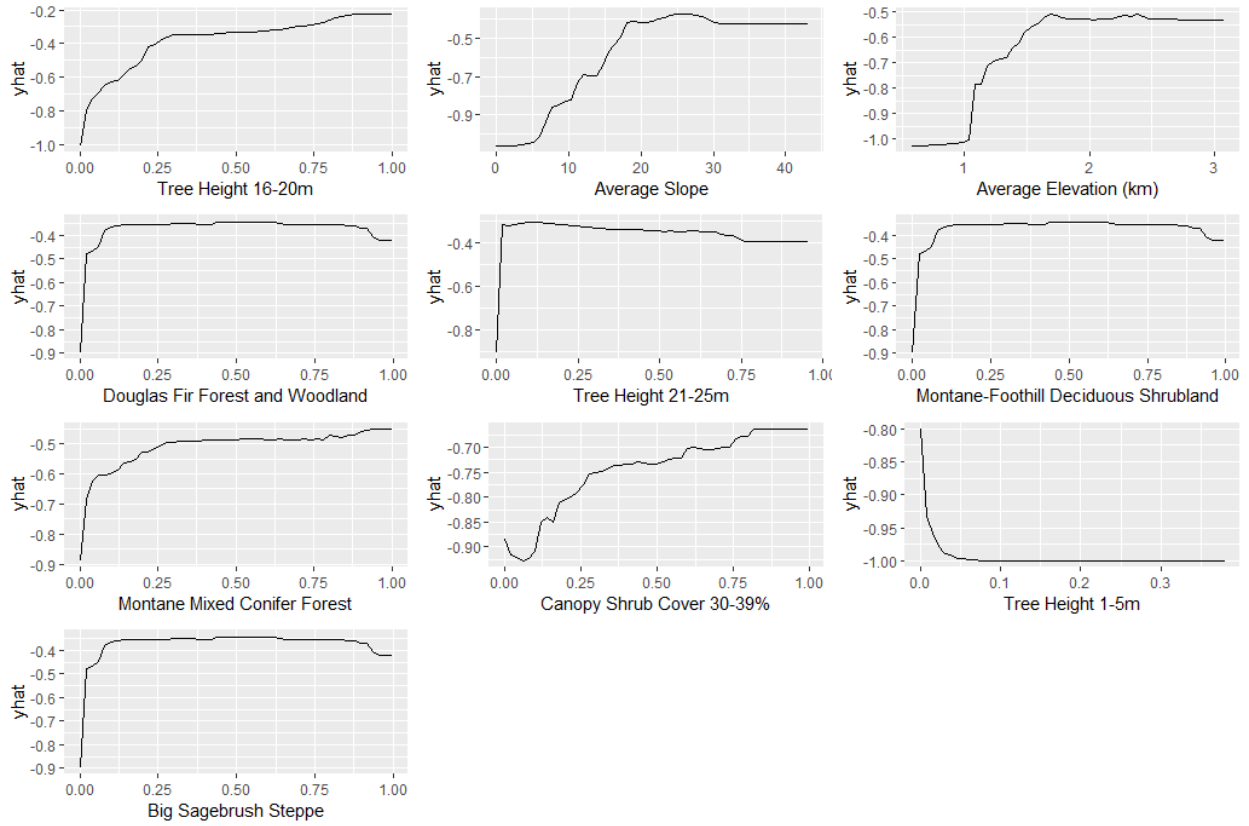 -0.2
-0.4
-0.6
-0.8
-1.0
yhat
0.00 0.25 0.50 0.75 1.00
Tree Height 16-20m
-0.5
-0.7
-0.9
yhat
0 10 20 30 40
Average Slope
-0.5
-0.6
-0.7
-0.8
-0.9
-1.0
yhat
1 2 3
Average Elevation (km)
-0.4
-0.5
-0.6
-0.7
-0.8
-0.9
yhat
0.00 0.25 0.50 0.75 1.00
Douglas Fir Forest and Woodland
-0.4
-0.6
-0.8
yhat
0.00 0.25 0.50 0.75 1.00
Tree Height 21-25m
-0.4
-0.5
-0.6
-0.7
-0.8
-0.9
yhat
0.00 0.25 0.50 0.75 1.00
Montane-Foothill Deciduous Shrubland
-0.5
-0.6
-0.7
-0.8
-0.9
yhat
0.00 0.25 0.50 0.75 1.00
Montane Mixed Conifer Forest
-0.70
-0.75
-0.80
-0.85
-0.90
yhat
0.00 0.25 0.50 0.75 1.00
Canopy Shrub Cover 30-39%
-0.80
-0.85
-0.90
-0.95
-1.00
yhat
0.0 0.1 0.2 0.3
Tree Height 1-5m
-0.4
-0.5
-0.6
-0.7
-0.8
-0.9
yhat
0.00 0.25 0.50 0.75 1.00
Big Sagebrush Steppe